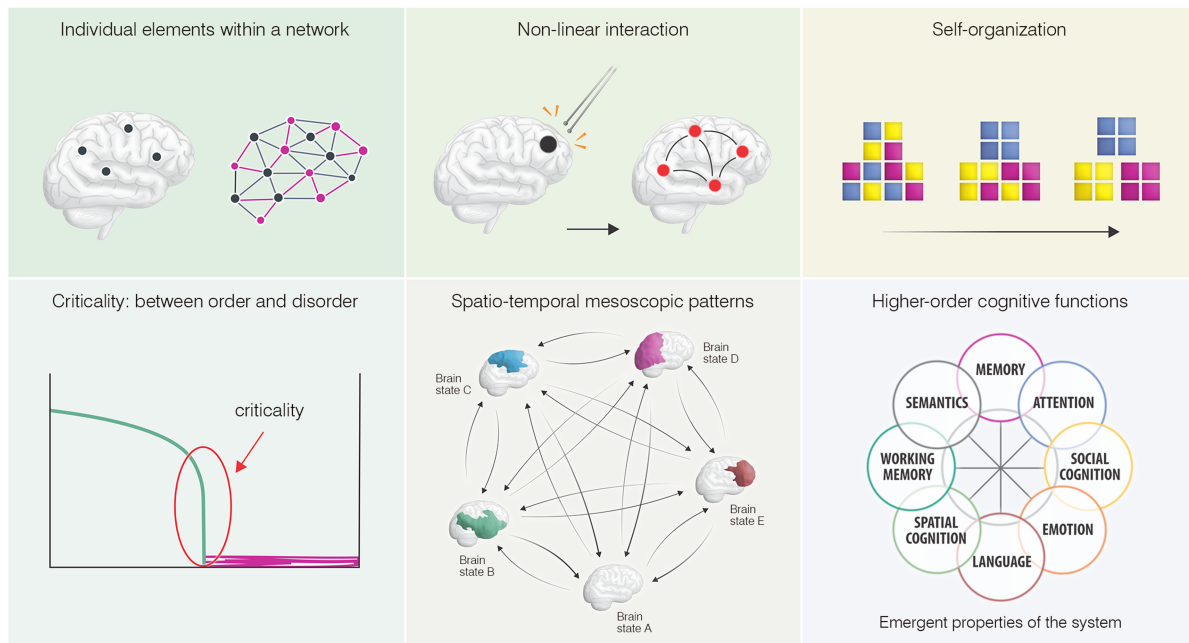 Individual elements within a network
Non-linear interaction
Self-organization
Criticality: between order and disorder
criticality
Spatio-temporal mesoscopic patterns
Brain
state D
Brain
state C
Brain
state E
Brain
state B
Brain
state A
Higher-order cognitive functions
MEMORY
SEMANTICS
ATTENTION
WORKING
MEMORY
SOCIAL
COGNITION
SPATIAL
COGNITION
EMOTION
LANGUAGE
Emergent properties of the system